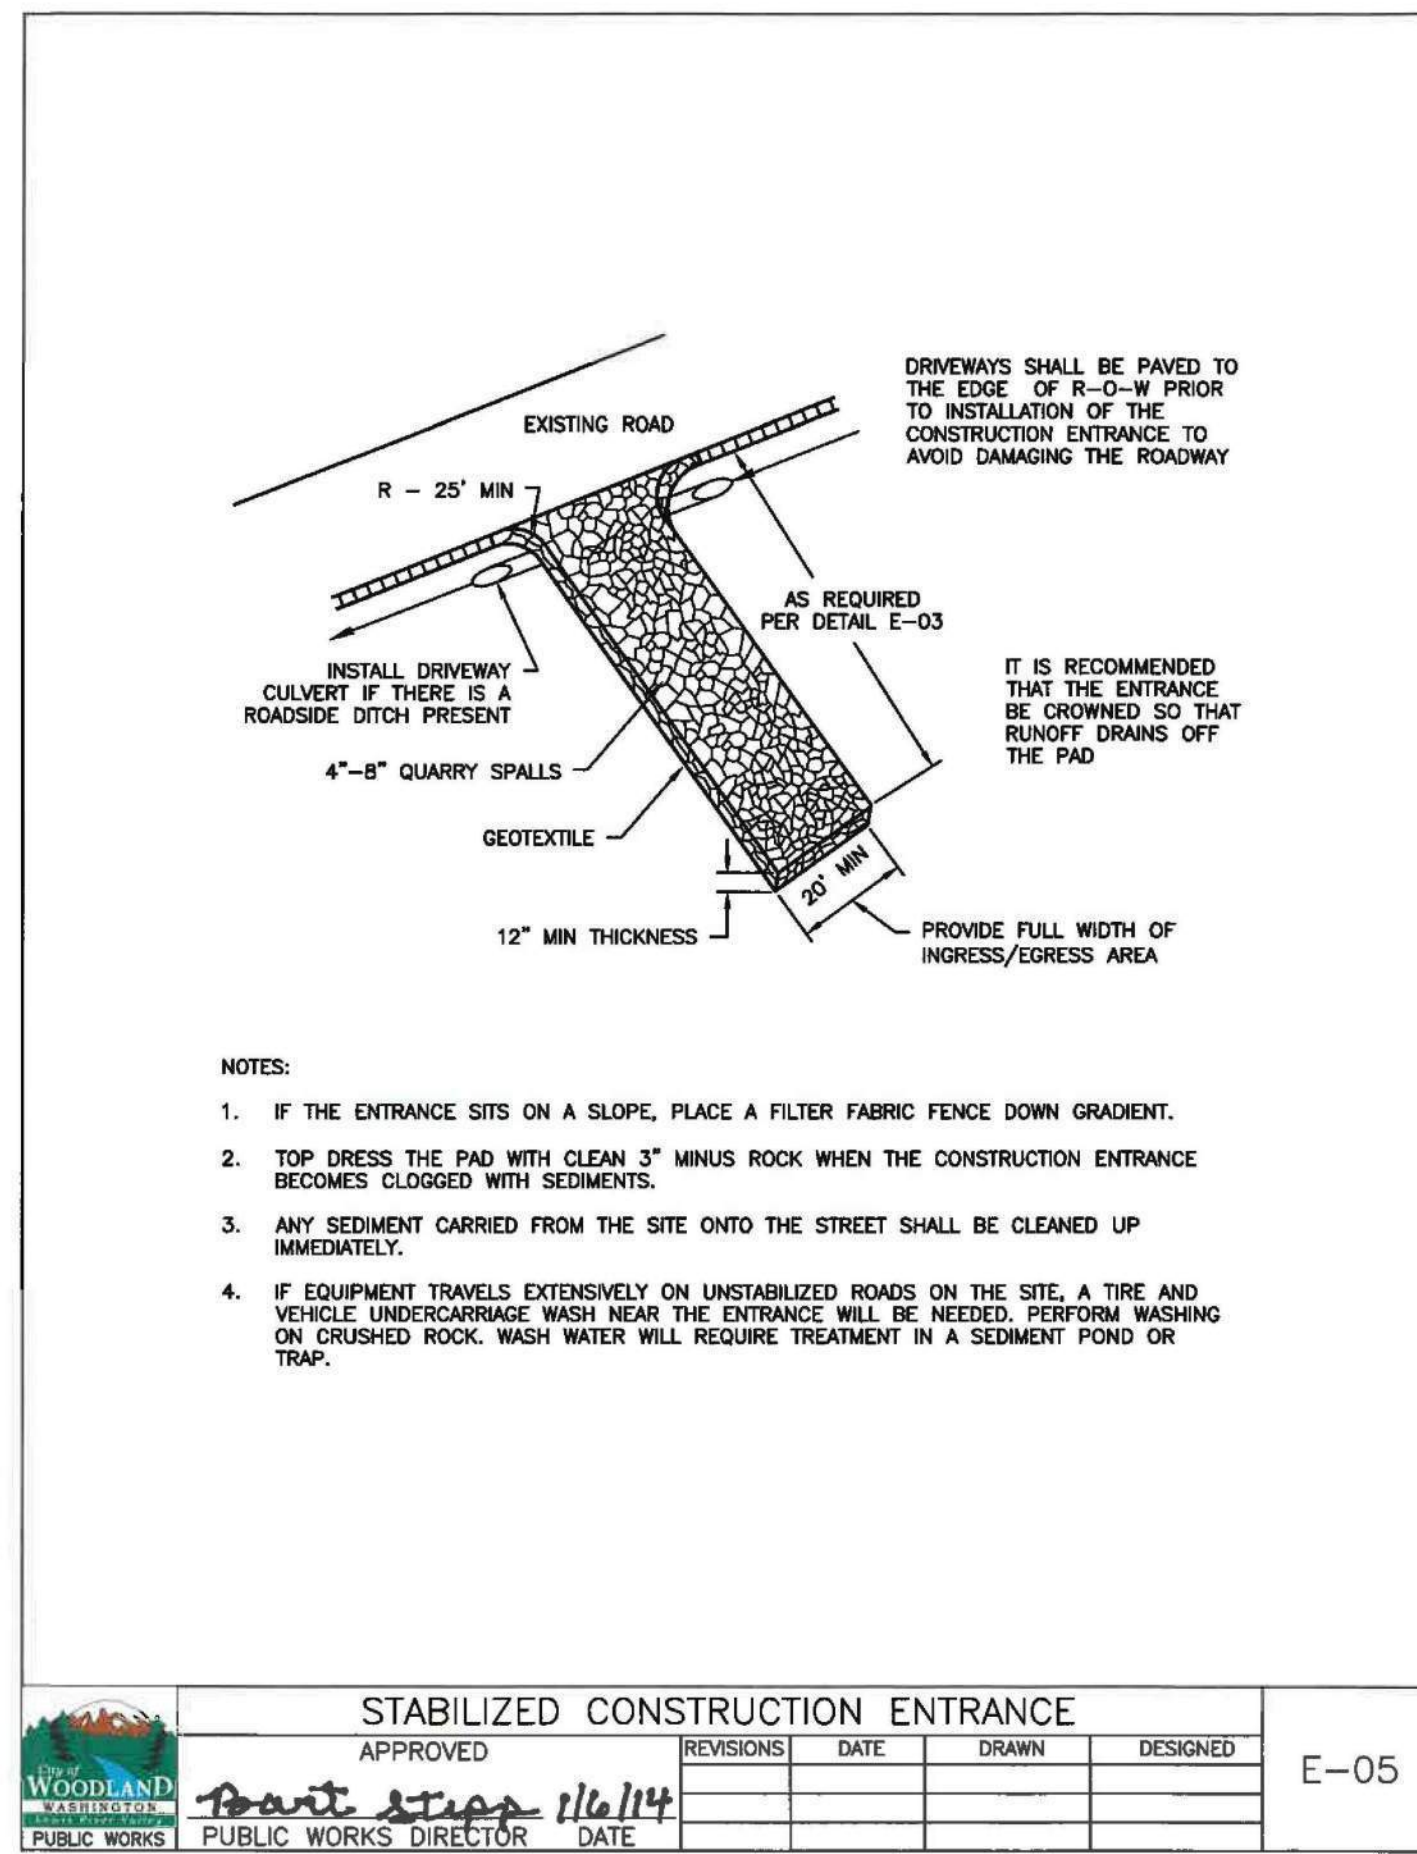 DRIVEWAYS SHALL BE PAVED TO
THE EDGE OF R-O-W PRIOR
TO INSTALLATION OF THE
CONSTRUCTION ENTRANCE TO
AVOID DAMAGING THE ROADWAY
EXISTING ROAD
R - 25' MIN
AS REQUIRED
PER DETAIL E-03
INSTALL DRIVEWAY
CULVERT IF THERE IS A
ROADSIDE DITCH PRESENT
IT IS RECOMMENDED
THAT THE ENTRANCE
BE CROWNED SO THAT
RUNOFF DRAINS OFF
THE PAD
4"-8" QUARRY SPALLS
GEOTEXTILE
20' MIN
12" MIN THICKNESS
PROVIDE FULL WIDTH OF
INGRESS/EGRESS AREA
NOTES:
1. IF THE ENTRANCE SITS ON A SLOPE, PLACE A FILTER FABRIC FENCE DOWN GRADIENT.
2. TOP DRESS THE PAD WITH CLEAN 3" MINUS ROCK WHEN THE CONSTRUCTION ENTRANCE
BECOMES CLOGGED WITH SEDIMENTS.
3. ANY SEDIMENT CARRIED FROM THE SITE ONTO THE STREET SHALL BE CLEANED UP
IMMEDIATELY.
4. IF EQUIPMENT TRAVELS EXTENSIVELY ON UNSTABILIZED ROADS ON THE SITE, A TIRE AND
VEHICLE UNDERCARRIAGE WASH NEAR THE ENTRANCE WILL BE NEEDED. PERFORM WASHING
ON CRUSHED ROCK. WASH WATER WILL REQUIRE TREATMENT IN A SEDIMENT POND OR
TRAP.
City of
WOODLAND
WASHINGTON
PUBLIC WORKS
STABILIZED CONSTRUCTION ENTRANCE
APPROVED
Bart Stepp 1/6/14
PUBLIC WORKS DIRECTOR DATE
REVISIONS DATE DRAWN DESIGNED
E-05